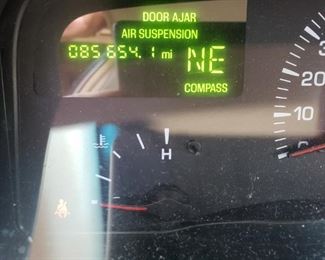 DOOR AJAR
AIR SUSPENSION
085654.1 mi NE
COMPASS
20
10
H